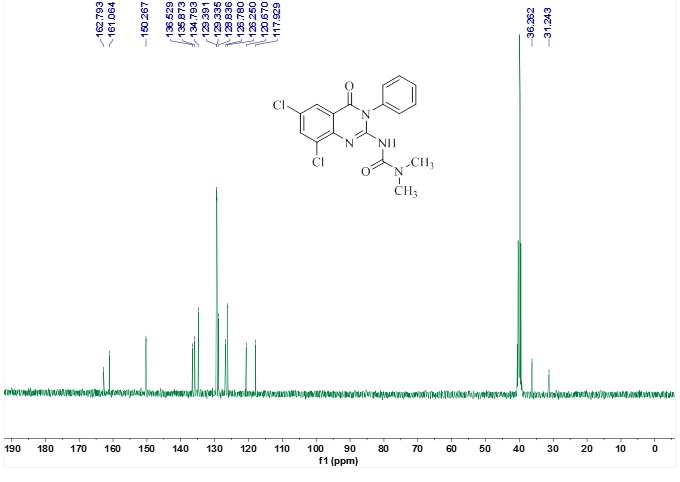 162.793
161.064
150.267
136.529
135.873
134.793
129.391
129.335
128.836
126.780
126.250
120.670
117.929
36.262
31.243
O
Cl
N
N
NH
Cl
O
CH3
N
CH3
190 180 170 160 150 140 130 120 110 100 90 80 70 60 50 40 30 20 10 0
f1 (ppm)